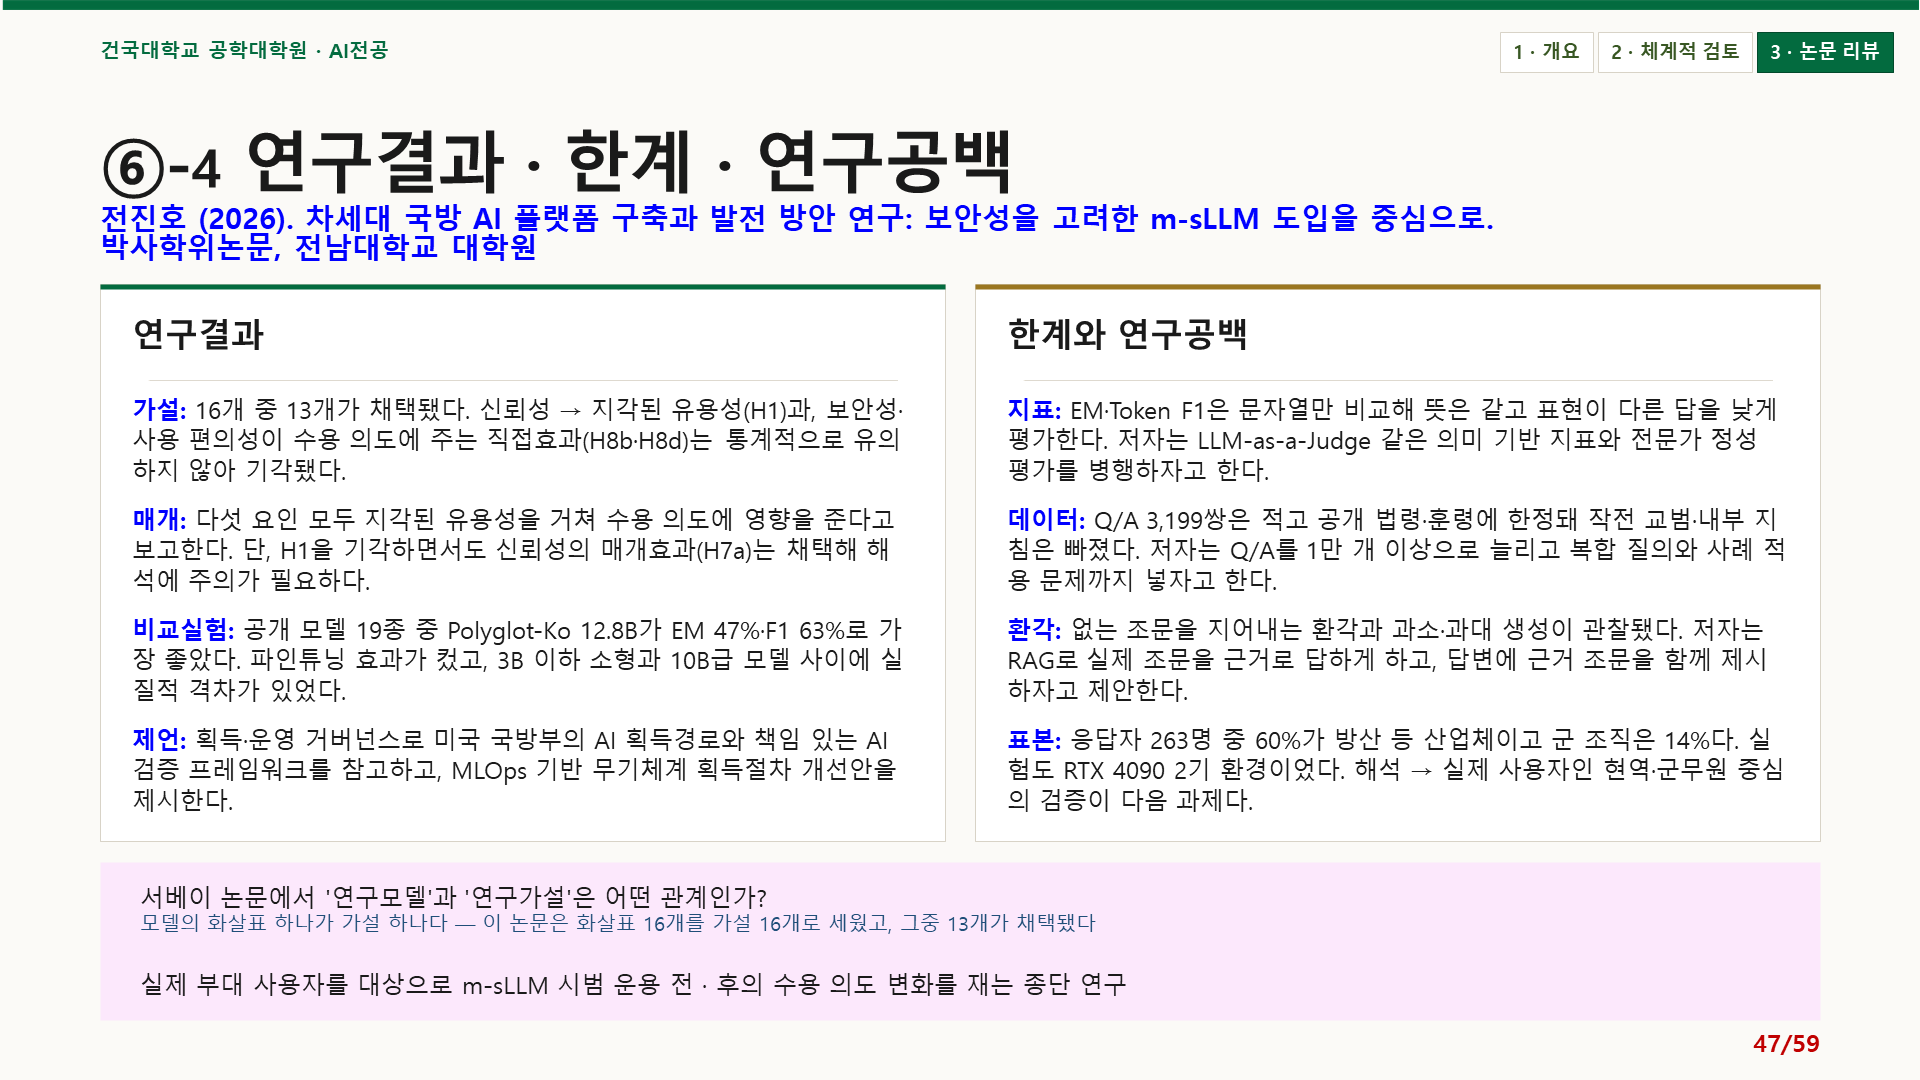 건국대학교 공학대학원 · AI전공
1 · 개요
2 · 체계적 검토
3 · 논문 리뷰
⑥-4 연구결과 · 한계 · 연구공백
전진호 (2026). 차세대 국방 AI 플랫폼 구축과 발전 방안 연구: 보안성을 고려한 m-sLLM 도입을 중심으로.
박사학위논문, 전남대학교 대학원
연구결과
가설: 16개 중 13개가 채택됐다. 신뢰성 → 지각된 유용성(H1)과, 보안성·
사용 편의성이 수용 의도에 주는 직접효과(H8b·H8d)는 통계적으로 유의
하지 않아 기각됐다.
매개: 다섯 요인 모두 지각된 유용성을 거쳐 수용 의도에 영향을 준다고
보고한다. 단, H1을 기각하면서도 신뢰성의 매개효과(H7a)는 채택해 해
석에 주의가 필요하다.
비교실험: 공개 모델 19종 중 Polyglot-Ko 12.8B가 EM 47%·F1 63%로 가
장 좋았다. 파인튜닝 효과가 컸고, 3B 이하 소형과 10B급 모델 사이에 실
질적 격차가 있었다.
제언: 획득·운영 거버넌스로 미국 국방부의 AI 획득경로와 책임 있는 AI
검증 프레임워크를 참고하고, MLOps 기반 무기체계 획득절차 개선안을
제시한다.
한계와 연구공백
지표: EM·Token F1은 문자열만 비교해 뜻은 같고 표현이 다른 답을 낮게
평가한다. 저자는 LLM-as-a-Judge 같은 의미 기반 지표와 전문가 정성
평가를 병행하자고 한다.
데이터: Q/A 3,199쌍은 적고 공개 법령·훈령에 한정돼 작전 교범·내부 지
침은 빠졌다. 저자는 Q/A를 1만 개 이상으로 늘리고 복합 질의와 사례 적
용 문제까지 넣자고 한다.
환각: 없는 조문을 지어내는 환각과 과소·과대 생성이 관찰됐다. 저자는
RAG로 실제 조문을 근거로 답하게 하고, 답변에 근거 조문을 함께 제시
하자고 제안한다.
표본: 응답자 263명 중 60%가 방산 등 산업체이고 군 조직은 14%다. 실
험도 RTX 4090 2기 환경이었다. 해석 → 실제 사용자인 현역·군무원 중심
의 검증이 다음 과제다.
서베이 논문에서 '연구모델'과 '연구가설'은 어떤 관계인가?
모델의 화살표 하나가 가설 하나다 — 이 논문은 화살표 16개를 가설 16개로 세웠고, 그중 13개가 채택됐다
실제 부대 사용자를 대상으로 m-sLLM 시범 운용 전 · 후의 수용 의도 변화를 재는 종단 연구
47/59